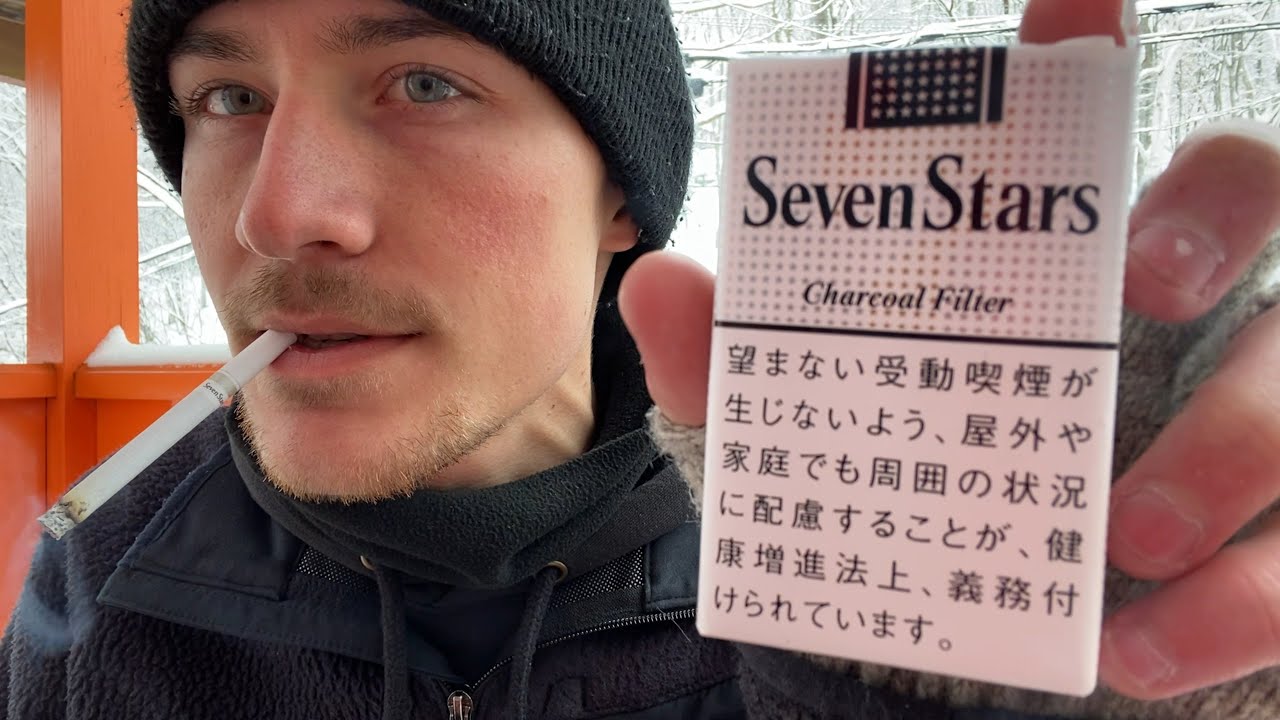 Seven Stars
Charcoal Filter
望まない受動喫煙が
生じないよう、屋外や
家庭でも周囲の状況
に配慮することが、健
康増進法上、義務付
けられています。
SevenStars